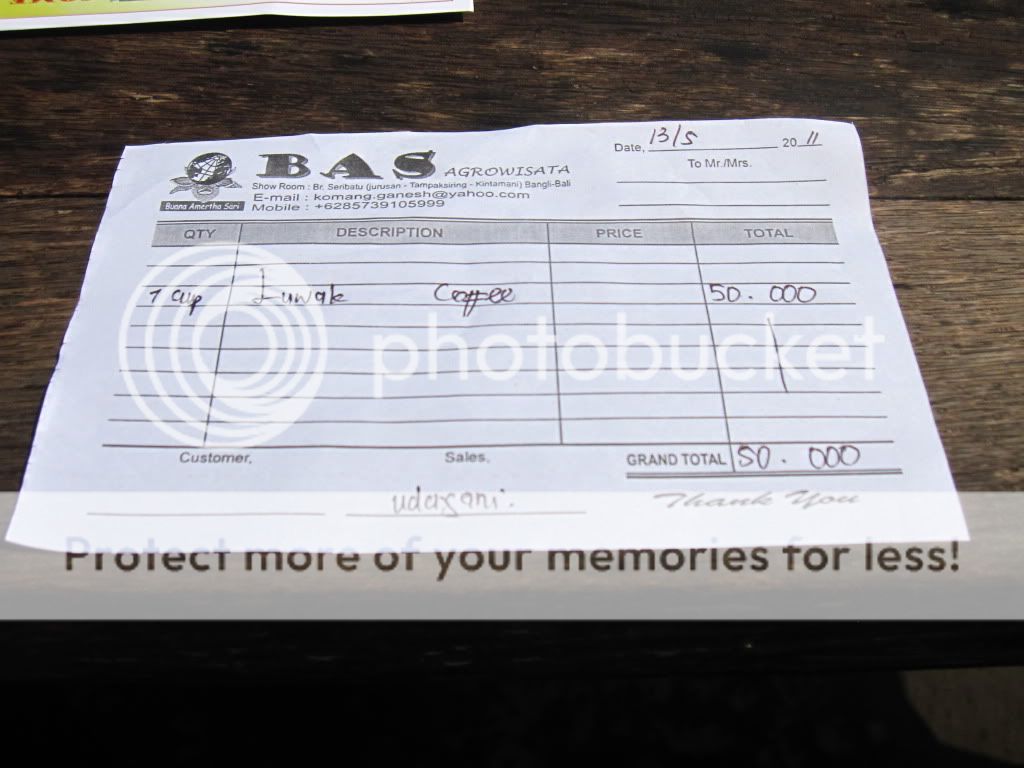 Date, 13/5 20 11
To Mr./Mrs.
BAS AGROWISATA
Buana Amertha Sari
Show Room : Br. Seribatu (jurusan - Tampaksiring - Kintamani) Bangli-Bali
E-mail : komang.ganesh@yahoo.com
Mobile : +6285739105999
QTY DESCRIPTION PRICE TOTAL
1 cup Luwak Coffee 50.000
photobucket
Customer, Sales, GRAND TOTAL 50.000
udayani. Thank You
Protect more of your memories for less!